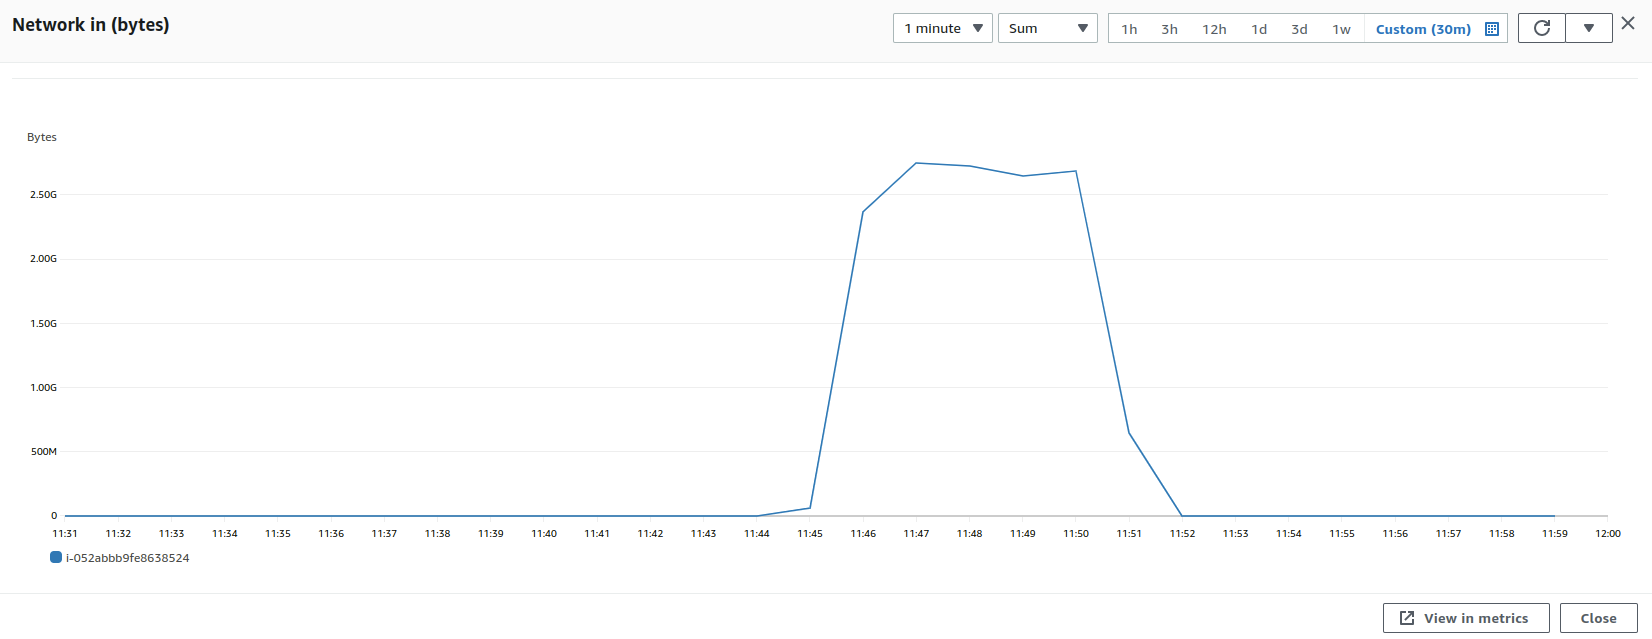 Network in (bytes)
1 minute Sum 1h 3h 12h 1d 3d 1w Custom (30m)
Bytes
2.50G
2.00G
1.50G
1.00G
500M
0
11:31 11:32 11:33 11:34 11:35 11:36 11:37 11:38 11:39 11:40 11:41 11:42 11:43 11:44 11:45 11:46 11:47 11:48 11:49 11:50 11:51 11:52 11:53 11:54 11:55 11:56 11:57 11:58 11:59 12:00
i-052abbb9fe8638524
View in metrics Close